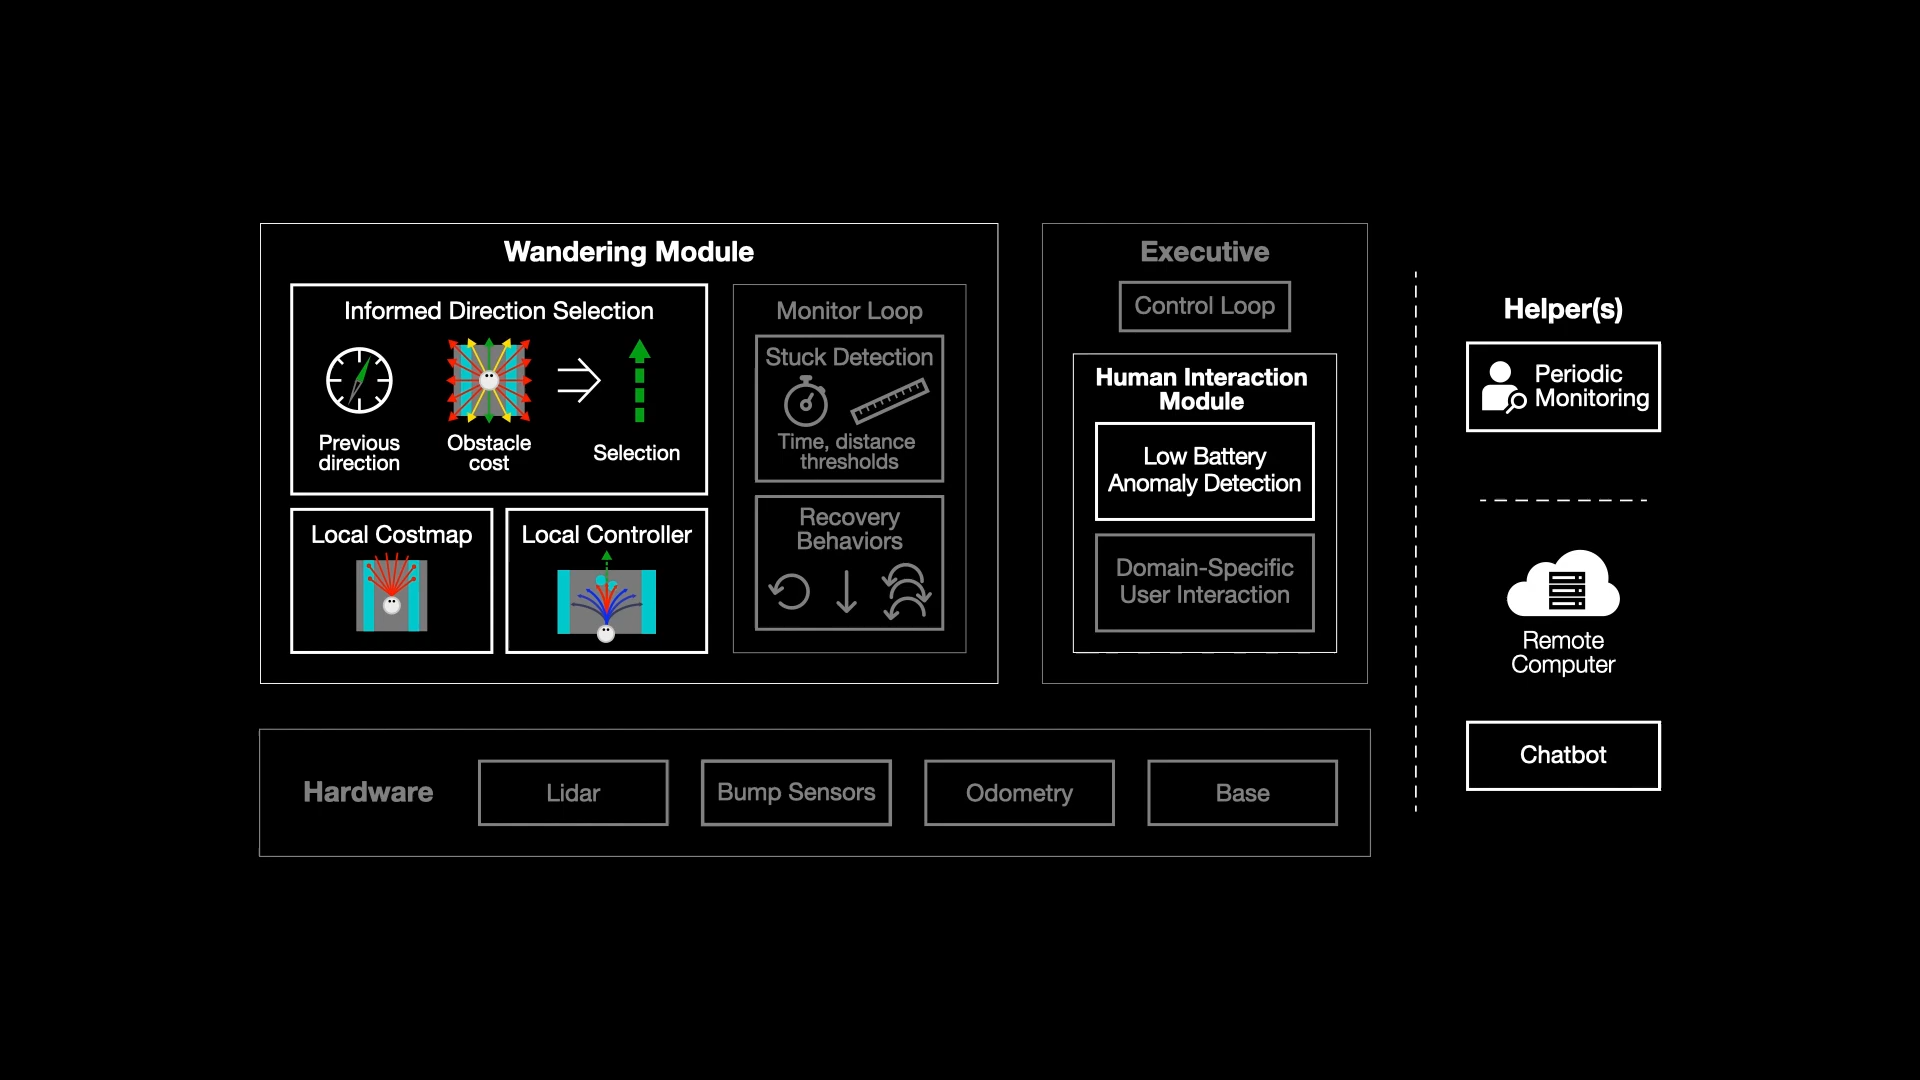 Wandering Module
Informed Direction Selection
Previous
direction
Obstacle
cost
Selection
Local Costmap
Local Controller
Monitor Loop
Stuck Detection
Time, distance
thresholds
Recovery
Behaviors
Executive
Control Loop
Human Interaction
Module
Low Battery
Anomaly Detection
Domain-Specific
User Interaction
Helper(s)
Periodic
Monitoring
Remote
Computer
Chatbot
Hardware
Lidar
Bump Sensors
Odometry
Base